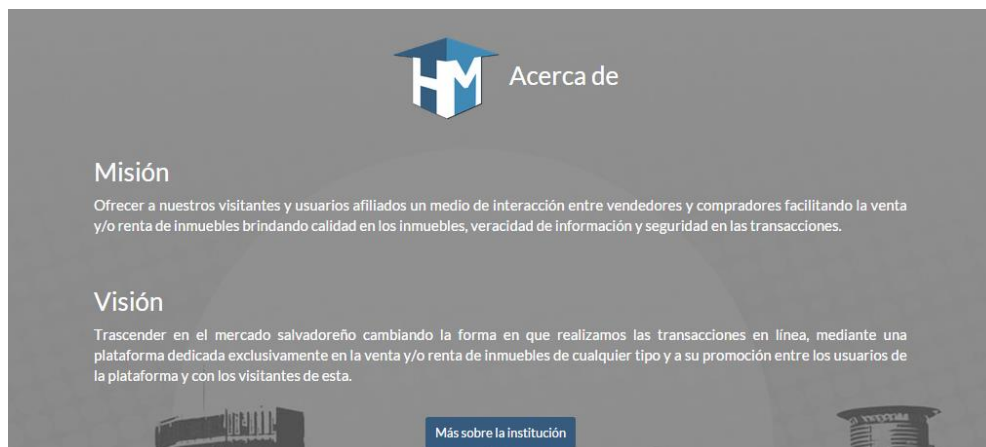 HM
Acerca de
Misión
Ofrecer a nuestros visitantes y usuarios afiliados un medio de interacción entre vendedores y compradores facilitando la venta
y/o renta de inmuebles brindando calidad en los inmuebles, veracidad de información y seguridad en las transacciones.
Visión
Trascender en el mercado salvadoreño cambiando la forma en que realizamos las transacciones en línea, mediante una
plataforma dedicada exclusivamente en la venta y/o renta de inmuebles de cualquier tipo y a su promoción entre los usuarios de
la plataforma y con los visitantes de esta.
Más sobre la institución